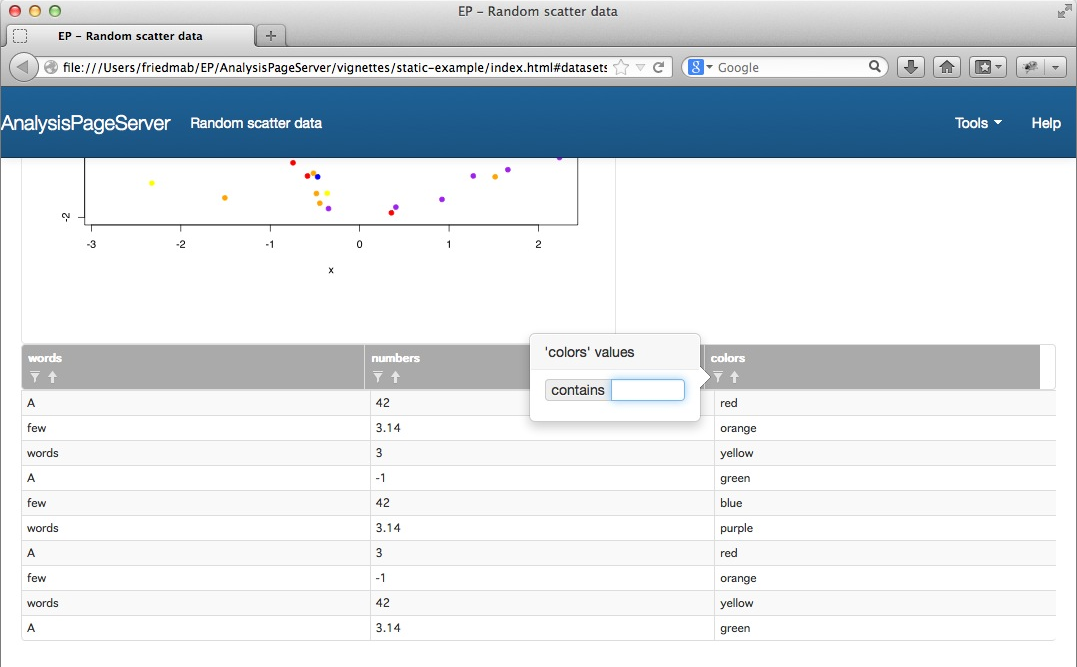 EP - Random scatter data
EP - Random scatter data
file:///Users/friedmab/EP/AnalysisPageServer/vignettes/static-example/index.html#datasets
8 Google
AnalysisPageServer Random scatter data Tools Help
-2
-3 -2 -1 0 1 2
x
words numbers colors
'colors' values
contains
A 42 red
few 3.14 orange
words 3 yellow
A -1 green
few 42 blue
words 3.14 purple
A 3 red
few -1 orange
words 42 yellow
A 3.14 green